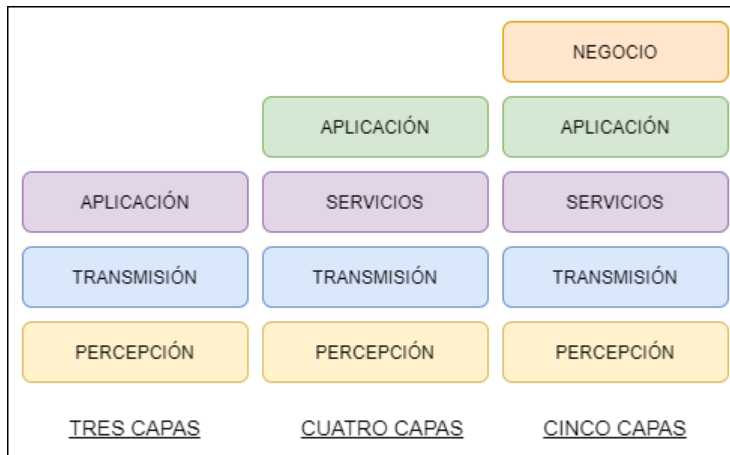 NEGOCIO
APLICACIÓN
APLICACIÓN
APLICACIÓN
SERVICIOS
SERVICIOS
TRANSMISIÓN
TRANSMISIÓN
TRANSMISIÓN
PERCEPCIÓN
PERCEPCIÓN
PERCEPCIÓN
TRES CAPAS
CUATRO CAPAS
CINCO CAPAS